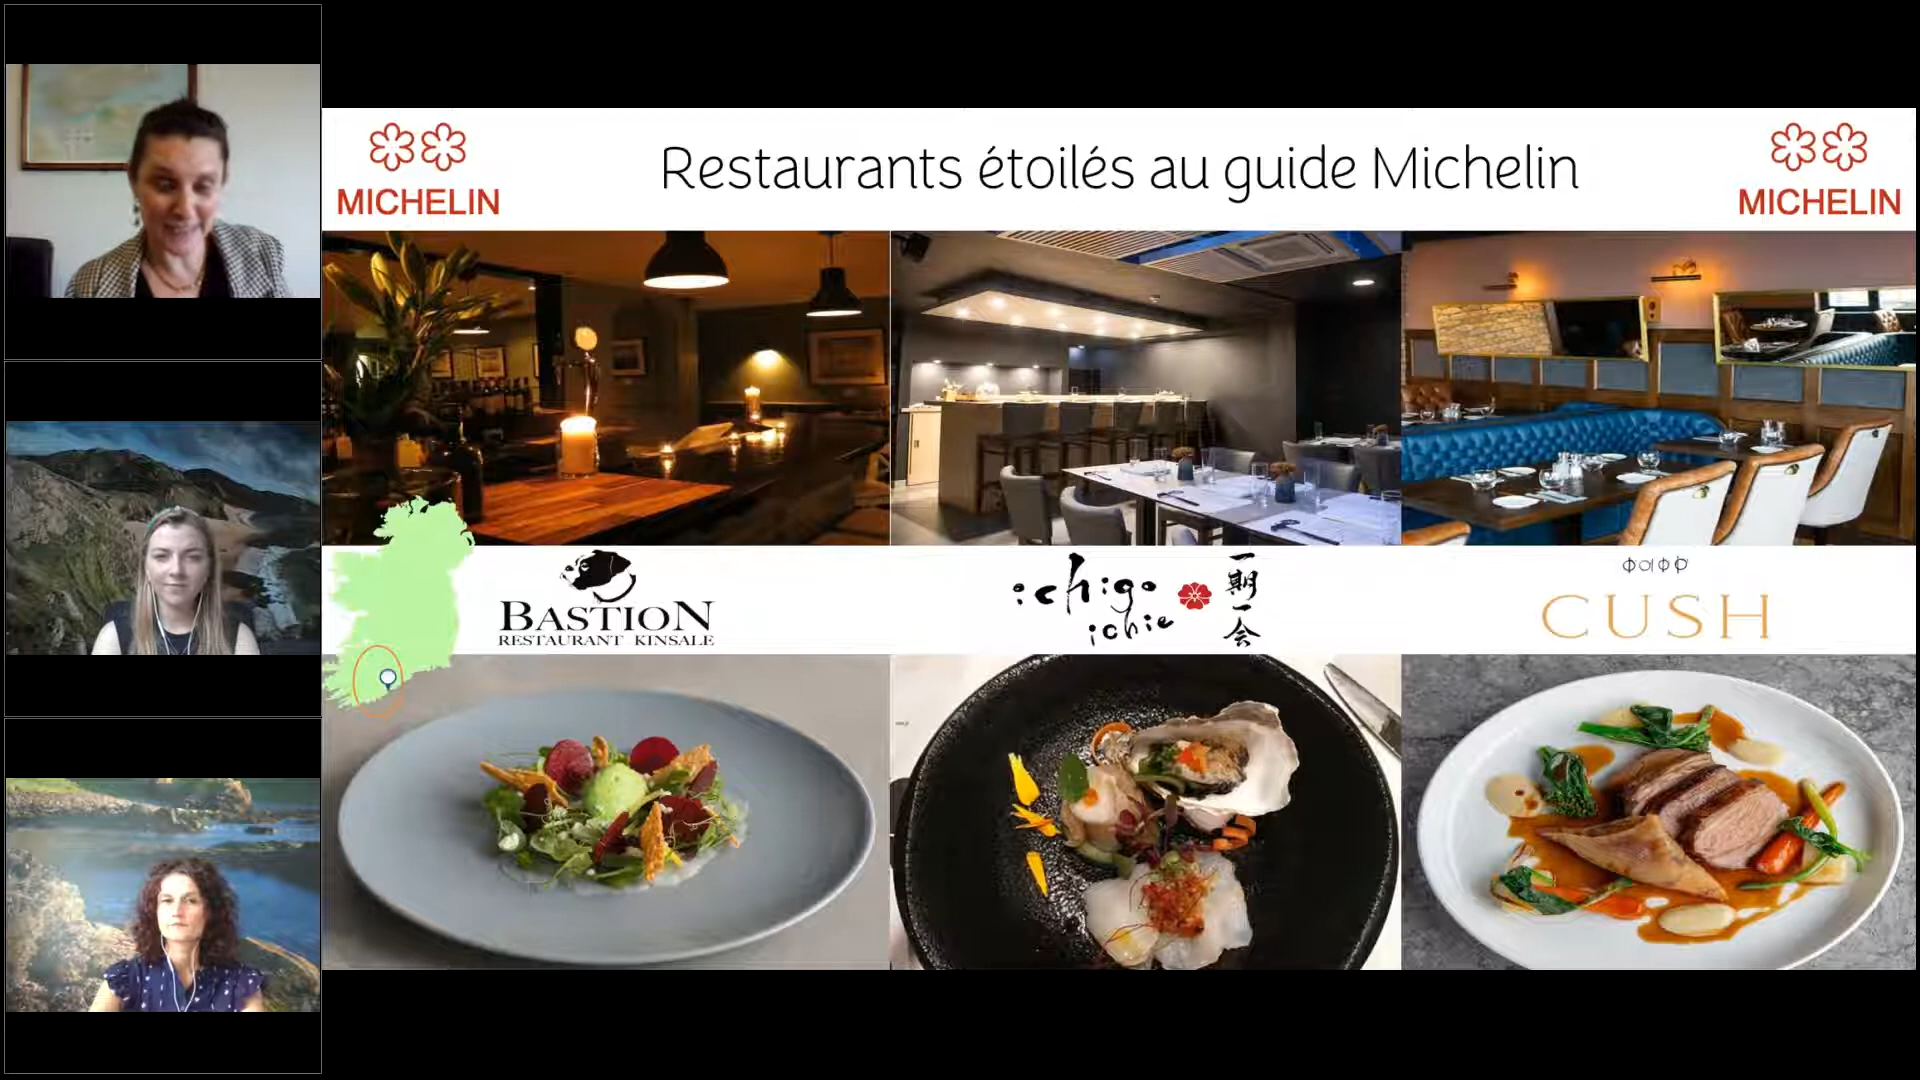 MICHELIN
Restaurants étoilés au guide Michelin
MICHELIN
BASTION
RESTAURANT KINSALE
ichigo
ichie
一期一会
CUSH